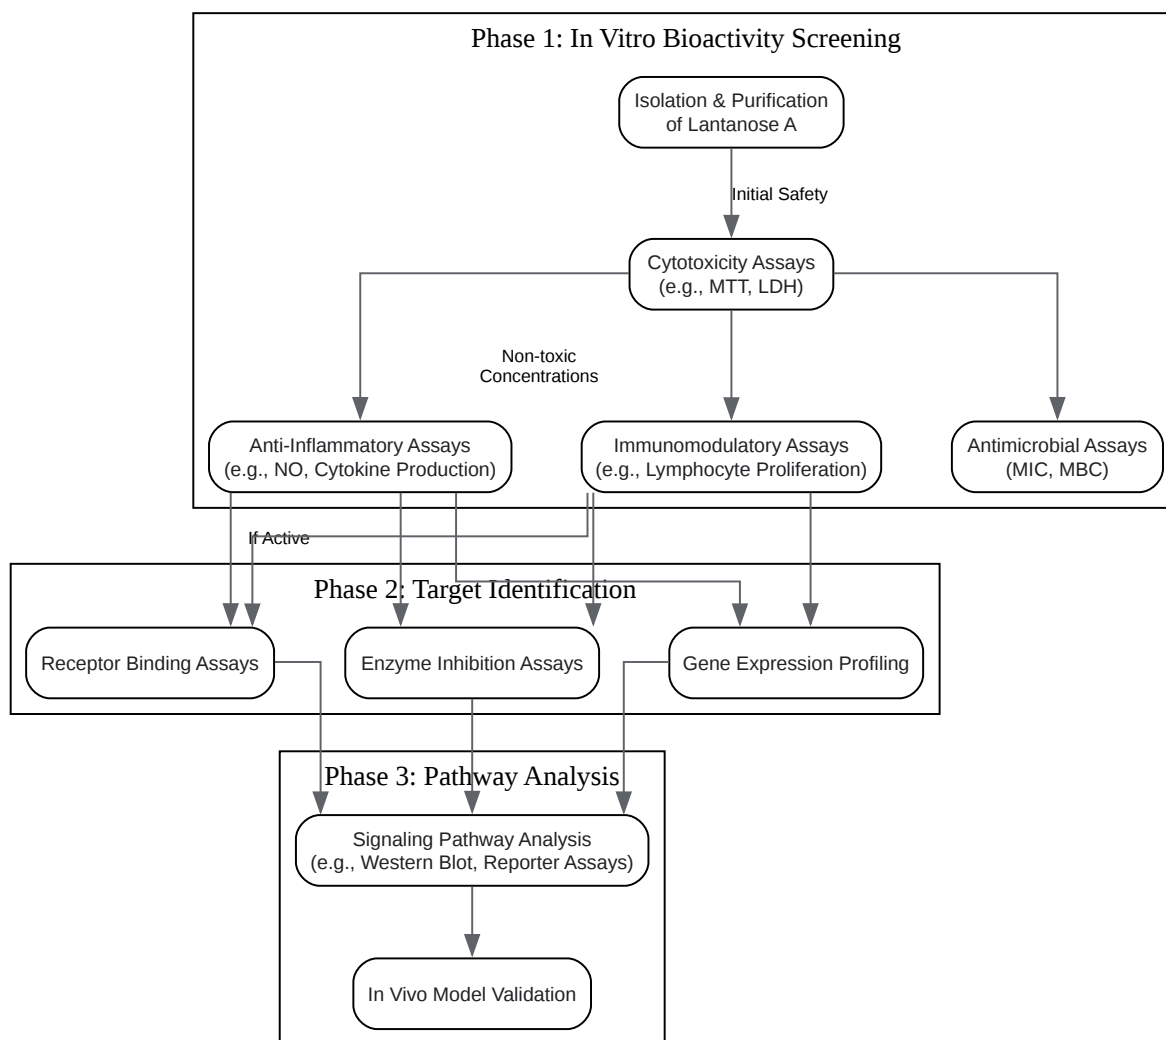 Phase 1: In Vitro Bioactivity Screening
Isolation & Purification
of Lantanose A
Initial Safety
Cytotoxicity Assays
(e.g., MTT, LDH)
Non-toxic
Concentrations
Anti-Inflammatory Assays
(e.g., NO, Cytokine Production)
Immunomodulatory Assays
(e.g., Lymphocyte Proliferation)
Antimicrobial Assays
(MIC, MBC)
If Active
Phase 2: Target Identification
Receptor Binding Assays
Enzyme Inhibition Assays
Gene Expression Profiling
Phase 3: Pathway Analysis
Signaling Pathway Analysis
(e.g., Western Blot, Reporter Assays)
In Vivo Model Validation